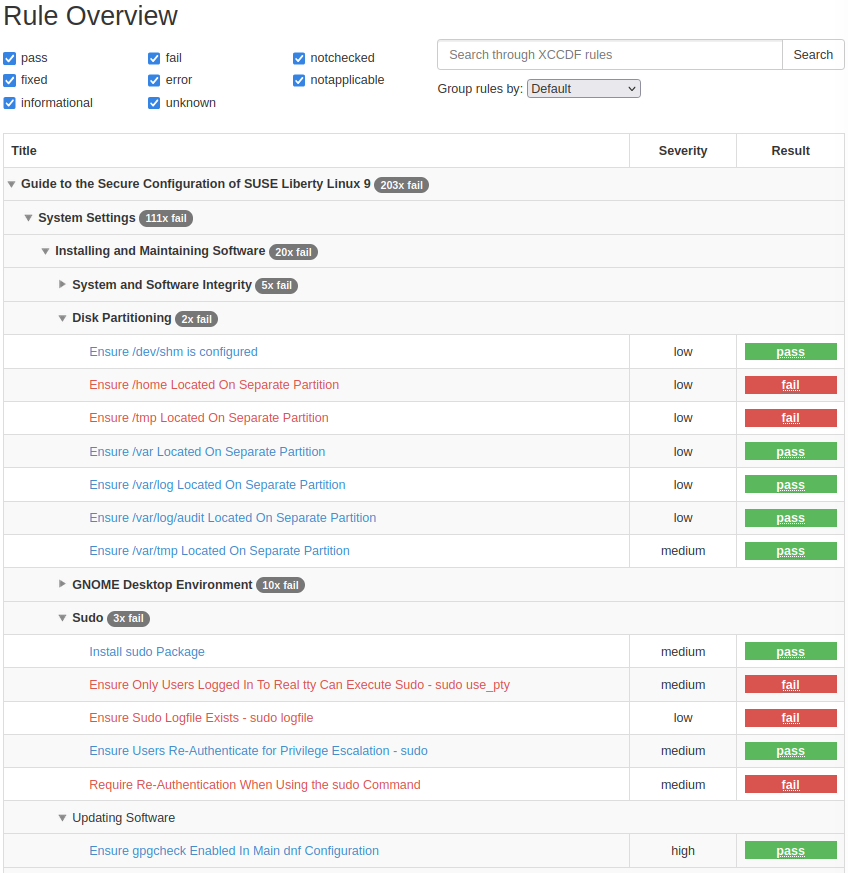 Rule Overview
pass fail notchecked
fixed error notapplicable
informational unknown
Search through XCCDF rules Search
Group rules by: Default
Title Severity Result
Guide to the Secure Configuration of SUSE Liberty Linux 9 203x fail
System Settings 111x fail
Installing and Maintaining Software 20x fail
System and Software Integrity 5x fail
Disk Partitioning 2x fail
Ensure /dev/shm is configured low pass
Ensure /home Located On Separate Partition low fail
Ensure /tmp Located On Separate Partition low fail
Ensure /var Located On Separate Partition low pass
Ensure /var/log Located On Separate Partition low pass
Ensure /var/log/audit Located On Separate Partition low pass
Ensure /var/tmp Located On Separate Partition medium pass
GNOME Desktop Environment 10x fail
Sudo 3x fail
Install sudo Package medium pass
Ensure Only Users Logged In To Real tty Can Execute Sudo - sudo use_pty medium fail
Ensure Sudo Logfile Exists - sudo logfile low fail
Ensure Users Re-Authenticate for Privilege Escalation - sudo medium pass
Require Re-Authentication When Using the sudo Command medium fail
Updating Software
Ensure gpgcheck Enabled In Main dnf Configuration high pass